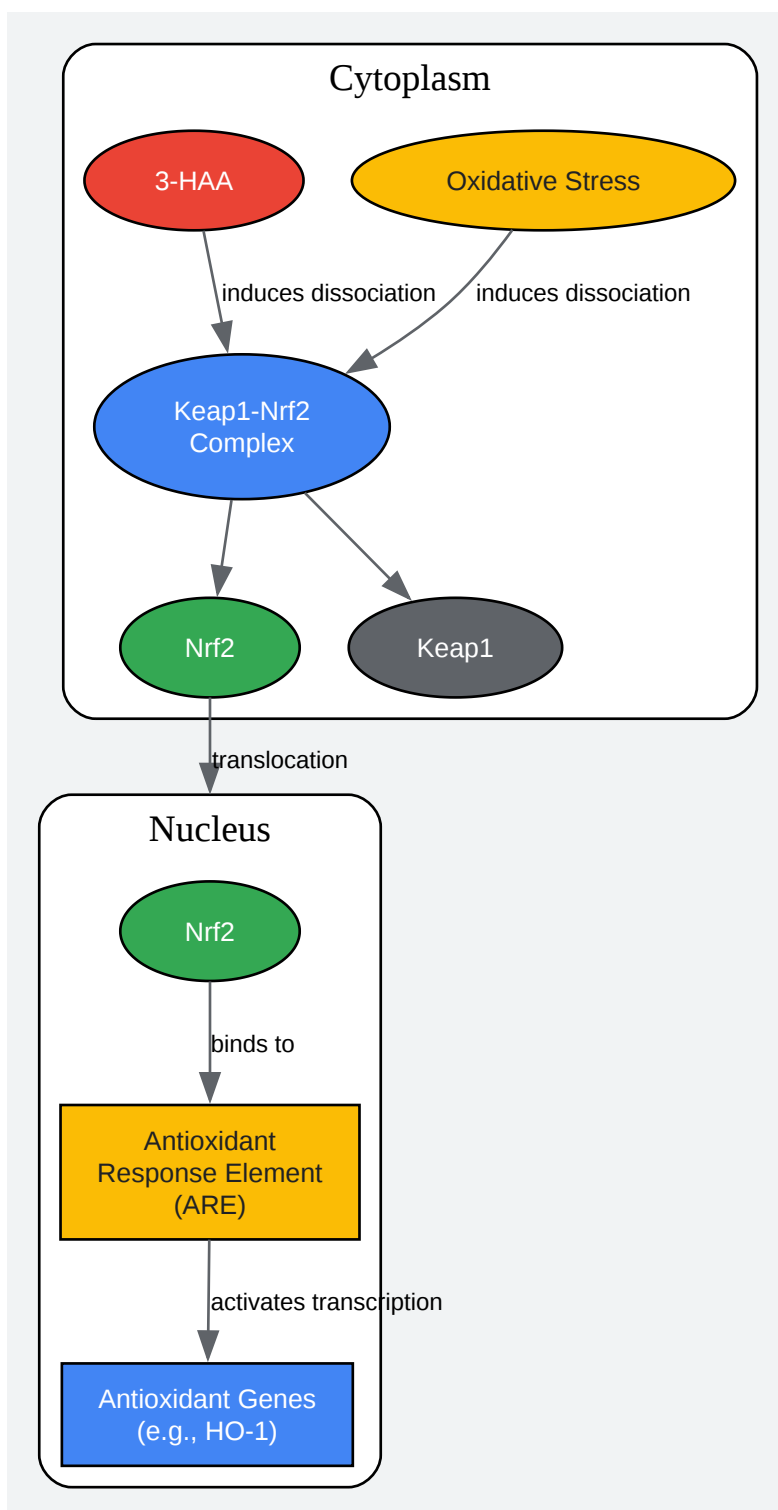 Cytoplasm
3-HAA
Oxidative Stress
induces dissociation
induces dissociation
Keap1-Nrf2
Complex
Nrf2
Keap1
translocation
Nucleus
Nrf2
binds to
Antioxidant
Response Element
(ARE)
activates transcription
Antioxidant Genes
(e.g., HO-1)